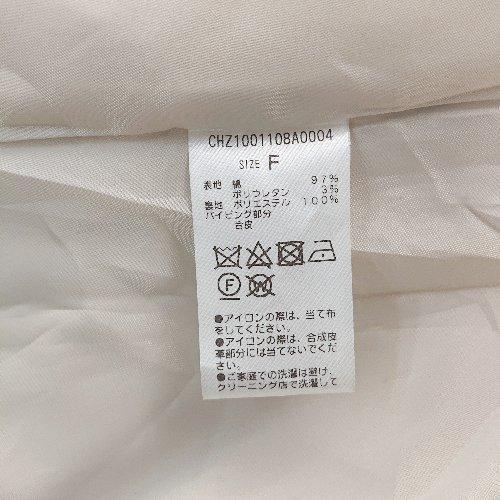 CHZ1001108A0004
SIZE F
表地 綿 97%
ポリウレタン 3%
裏地 ポリエステル 100%
パイピング部分
合皮
F W
●アイロンの際は、当て布
をしてください。
●アイロンの際は、合成皮
革部分には当てないでくだ
さい。
●ご家庭での洗濯は避け、
クリーニング店で洗濯して